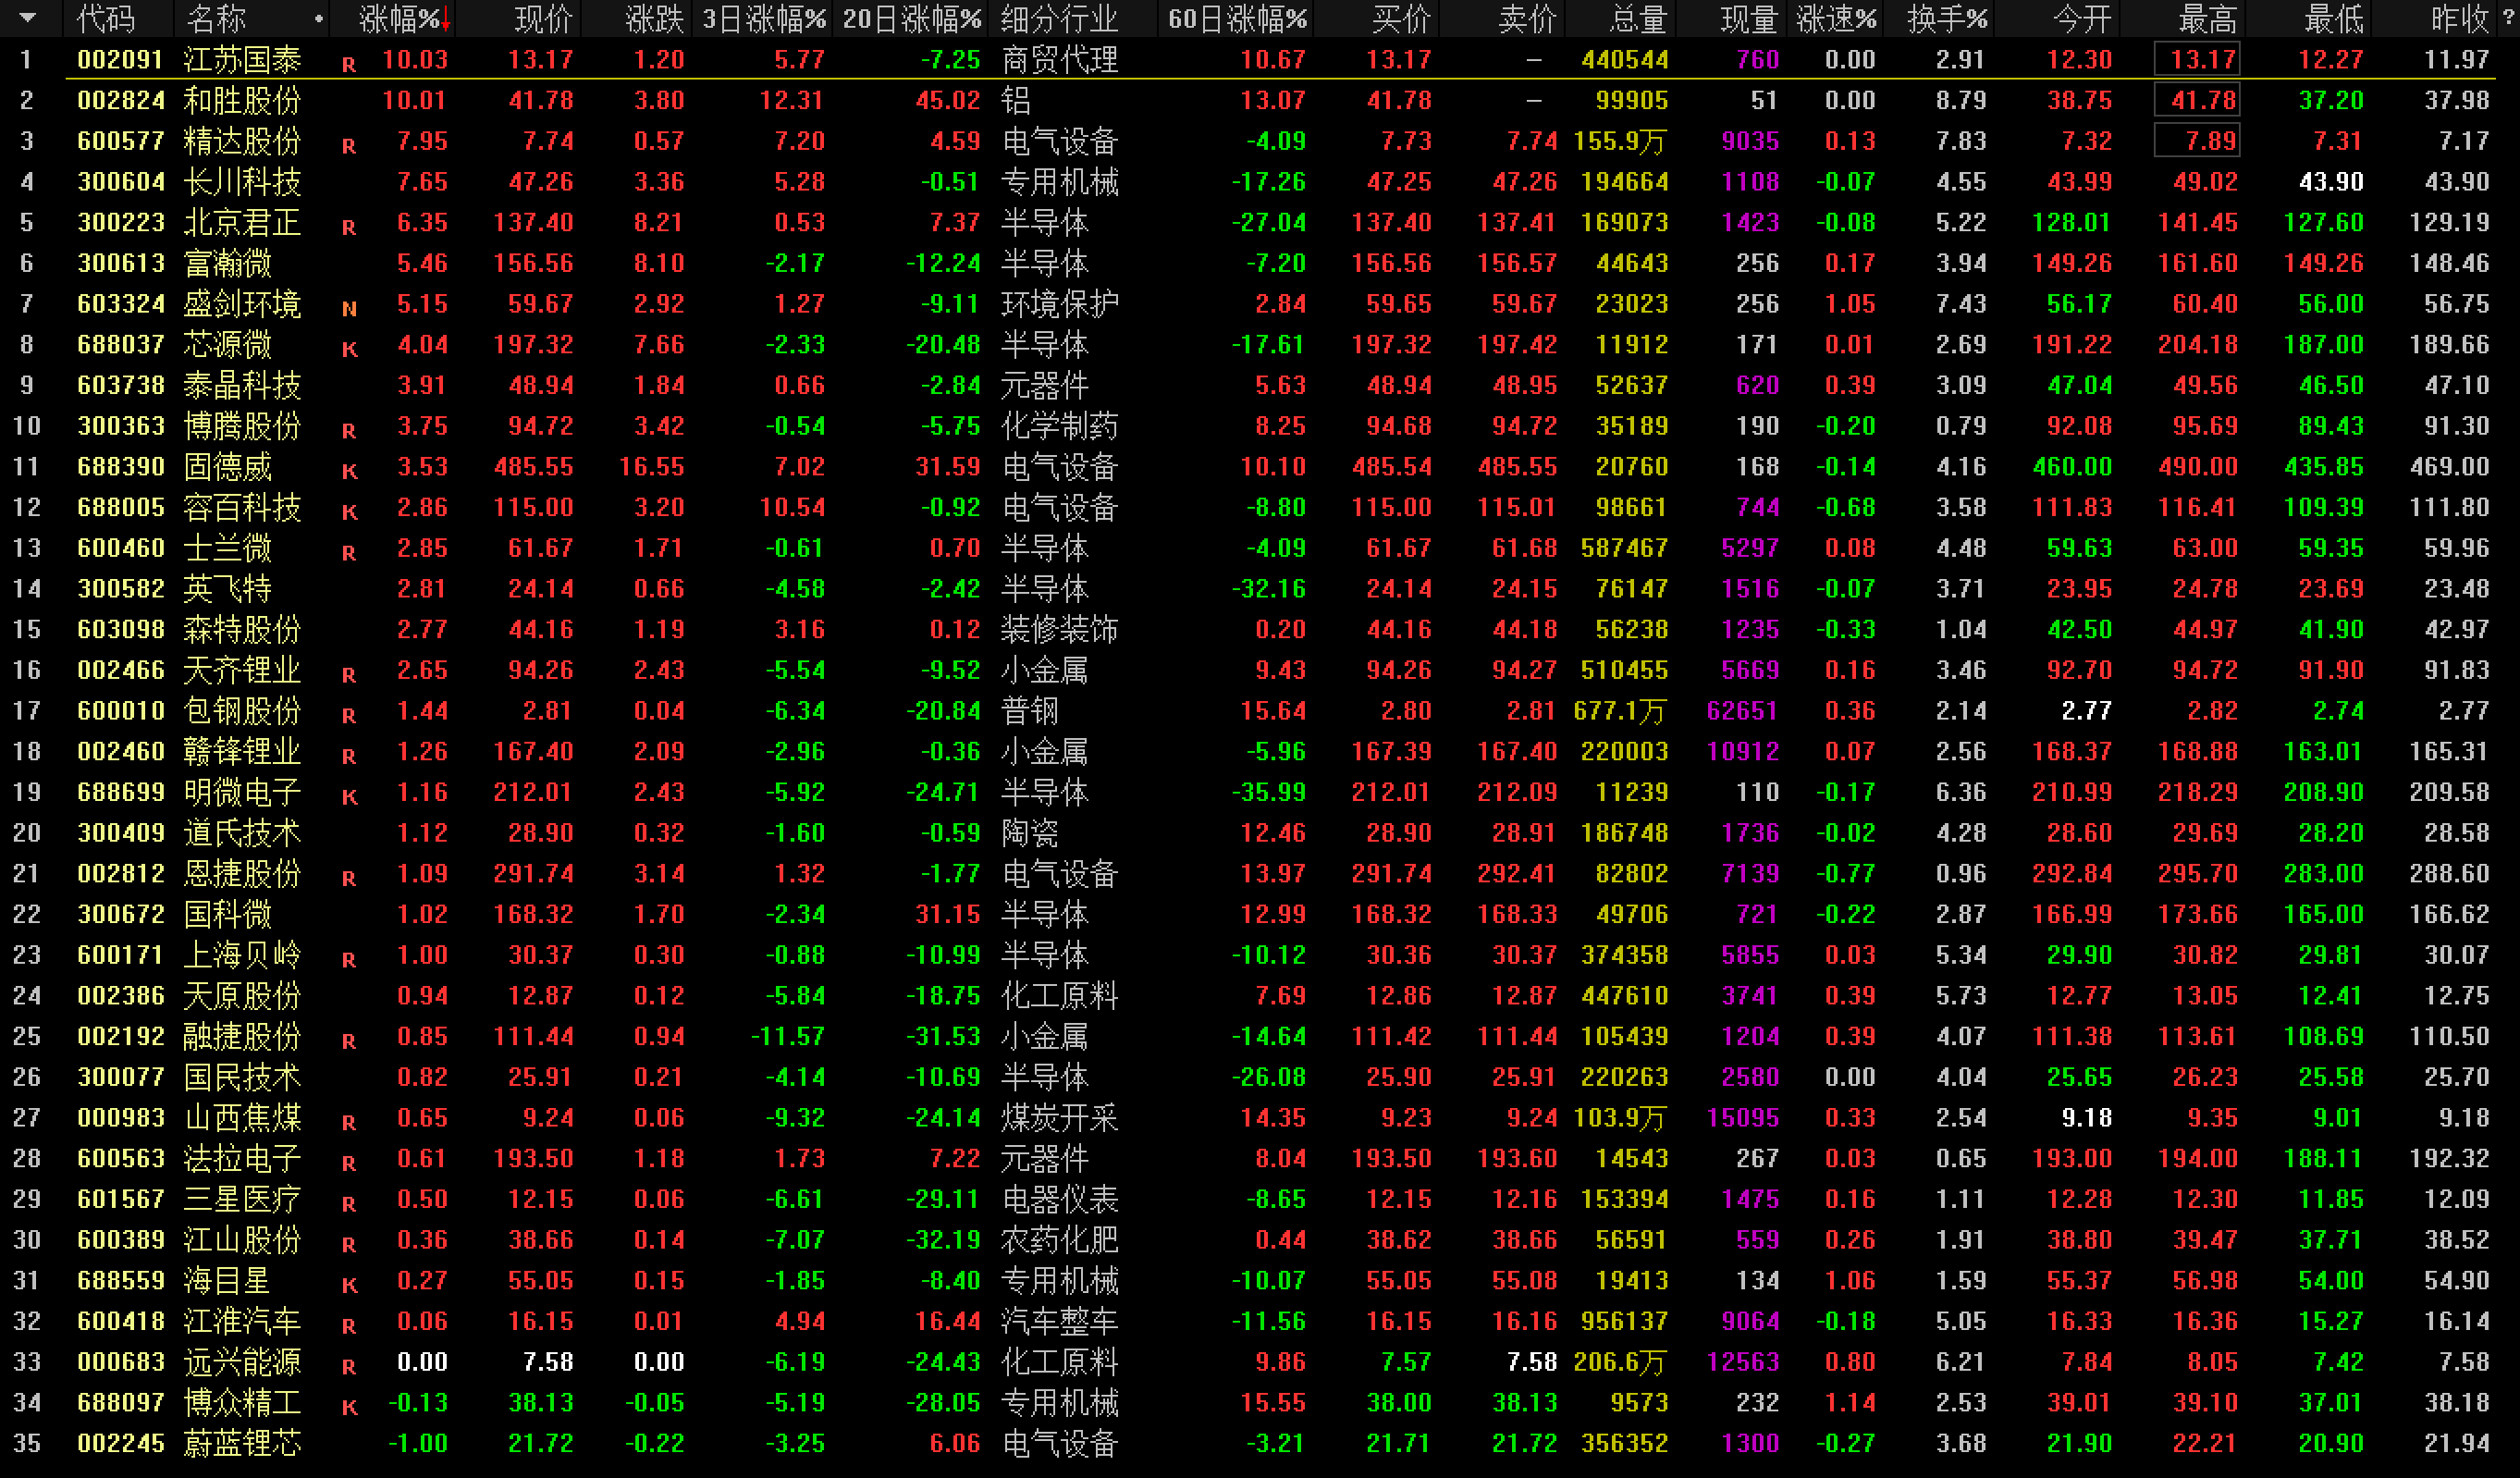 代码 名称 • 涨幅%↓ 现价 涨跌 3日涨幅% 20日涨幅% 细分行业 60日涨幅% 买价 卖价 总量 现量 涨速% 换手% 今开 最高 最低 昨收 ?
1 002091 江苏国泰 R 10.03 13.17 1.20 5.77 -7.25 商贸代理 10.67 13.17 — 440544 760 0.00 2.91 12.30 13.17 12.27 11.97
2 002824 和胜股份 10.01 41.78 3.80 12.31 45.02 铝 13.07 41.78 — 99905 51 0.00 8.79 38.75 41.78 37.20 37.98
3 600577 精达股份 R 7.95 7.74 0.57 7.20 4.59 电气设备 -4.09 7.73 7.74 155.9万 9035 0.13 7.83 7.32 7.89 7.31 7.17
4 300604 长川科技 7.65 47.26 3.36 5.28 -0.51 专用机械 -17.26 47.25 47.26 194664 1108 -0.07 4.55 43.99 49.02 43.90 43.90
5 300223 北京君正 R 6.35 137.40 8.21 0.53 7.37 半导体 -27.04 137.40 137.41 169073 1423 -0.08 5.22 128.01 141.45 127.60 129.19
6 300613 富瀚微 5.46 156.56 8.10 -2.17 -12.24 半导体 -7.20 156.56 156.57 44643 256 0.17 3.94 149.26 161.60 149.26 148.46
7 603324 盛剑环境 N 5.15 59.67 2.92 1.27 -9.11 环境保护 2.84 59.65 59.67 23023 256 1.05 7.43 56.17 60.40 56.00 56.75
8 688037 芯源微 K 4.04 197.32 7.66 -2.33 -20.48 半导体 -17.61 197.32 197.42 11912 171 0.01 2.69 191.22 204.18 187.00 189.66
9 603738 泰晶科技 3.91 48.94 1.84 0.66 -2.84 元器件 5.63 48.94 48.95 52637 620 0.39 3.09 47.04 49.56 46.50 47.10
10 300363 博腾股份 R 3.75 94.72 3.42 -0.54 -5.75 化学制药 8.25 94.68 94.72 35189 190 -0.20 0.79 92.08 95.69 89.43 91.30
11 688390 固德威 K 3.53 485.55 16.55 7.02 31.59 电气设备 10.10 485.54 485.55 20760 168 -0.14 4.16 460.00 490.00 435.85 469.00
12 688005 容百科技 K 2.86 115.00 3.20 10.54 -0.92 电气设备 -8.80 115.00 115.01 98661 744 -0.68 3.58 111.83 116.41 109.39 111.80
13 600460 士兰微 R 2.85 61.67 1.71 -0.61 0.70 半导体 -4.09 61.67 61.68 587467 5297 0.08 4.48 59.63 63.00 59.35 59.96
14 300582 英飞特 2.81 24.14 0.66 -4.58 -2.42 半导体 -32.16 24.14 24.15 76147 1516 -0.07 3.71 23.95 24.78 23.69 23.48
15 603098 森特股份 2.77 44.16 1.19 3.16 0.12 装修装饰 0.20 44.16 44.18 56238 1235 -0.33 1.04 42.50 44.97 41.90 42.97
16 002466 天齐锂业 R 2.65 94.26 2.43 -5.54 -9.52 小金属 9.43 94.26 94.27 510455 5669 0.16 3.46 92.70 94.72 91.90 91.83
17 600010 包钢股份 R 1.44 2.81 0.04 -6.34 -20.84 普钢 15.64 2.80 2.81 677.1万 62651 0.36 2.14 2.77 2.82 2.74 2.77
18 002460 赣锋锂业 R 1.26 167.40 2.09 -2.96 -0.36 小金属 -5.96 167.39 167.40 220003 10912 0.07 2.56 168.37 168.88 163.01 165.31
19 688699 明微电子 K 1.16 212.01 2.43 -5.92 -24.71 半导体 -35.99 212.01 212.09 11239 110 -0.17 6.36 210.99 218.29 208.90 209.58
20 300409 道氏技术 1.12 28.90 0.32 -1.60 -0.59 陶瓷 12.46 28.90 28.91 186748 1736 -0.02 4.28 28.60 29.69 28.20 28.58
21 002812 恩捷股份 R 1.09 291.74 3.14 1.32 -1.77 电气设备 13.97 291.74 292.41 82802 7139 -0.77 0.96 292.84 295.70 283.00 288.60
22 300672 国科微 1.02 168.32 1.70 -2.34 31.15 半导体 12.99 168.32 168.33 49706 721 -0.22 2.87 166.99 173.66 165.00 166.62
23 600171 上海贝岭 R 1.00 30.37 0.30 -0.88 -10.99 半导体 -10.12 30.36 30.37 374358 5855 0.03 5.34 29.90 30.82 29.81 30.07
24 002386 天原股份 0.94 12.87 0.12 -5.84 -18.75 化工原料 7.69 12.86 12.87 447610 3741 0.39 5.73 12.77 13.05 12.41 12.75
25 002192 融捷股份 R 0.85 111.44 0.94 -11.57 -31.53 小金属 -14.64 111.42 111.44 105439 1204 0.39 4.07 111.38 113.61 108.69 110.50
26 300077 国民技术 0.82 25.91 0.21 -4.14 -10.69 半导体 -26.08 25.90 25.91 220263 2580 0.00 4.04 25.65 26.23 25.58 25.70
27 000983 山西焦煤 R 0.65 9.24 0.06 -9.32 -24.14 煤炭开采 14.35 9.23 9.24 103.9万 15095 0.33 2.54 9.18 9.35 9.01 9.18
28 600563 法拉电子 R 0.61 193.50 1.18 1.73 7.22 元器件 8.04 193.50 193.60 14543 267 0.03 0.65 193.00 194.00 188.11 192.32
29 601567 三星医疗 R 0.50 12.15 0.06 -6.61 -29.11 电器仪表 -8.65 12.15 12.16 153394 1475 0.16 1.11 12.28 12.30 11.85 12.09
30 600389 江山股份 R 0.36 38.66 0.14 -7.07 -32.19 农药化肥 0.44 38.62 38.66 56591 559 0.26 1.91 38.80 39.47 37.71 38.52
31 688559 海目星 K 0.27 55.05 0.15 -1.85 -8.40 专用机械 -10.07 55.05 55.08 19413 134 1.06 1.59 55.37 56.98 54.00 54.90
32 600418 江淮汽车 R 0.06 16.15 0.01 4.94 16.44 汽车整车 -11.56 16.15 16.16 956137 9064 -0.18 5.05 16.33 16.36 15.27 16.14
33 000683 远兴能源 R 0.00 7.58 0.00 -6.19 -24.43 化工原料 9.86 7.57 7.58 206.6万 12563 0.80 6.21 7.84 8.05 7.42 7.58
34 688097 博众精工 K -0.13 38.13 -0.05 -5.19 -28.05 专用机械 15.55 38.00 38.13 9573 232 1.14 2.53 39.01 39.10 37.01 38.18
35 002245 蔚蓝锂芯 -1.00 21.72 -0.22 -3.25 6.06 电气设备 -3.21 21.71 21.72 356352 1300 -0.27 3.68 21.90 22.21 20.90 21.94